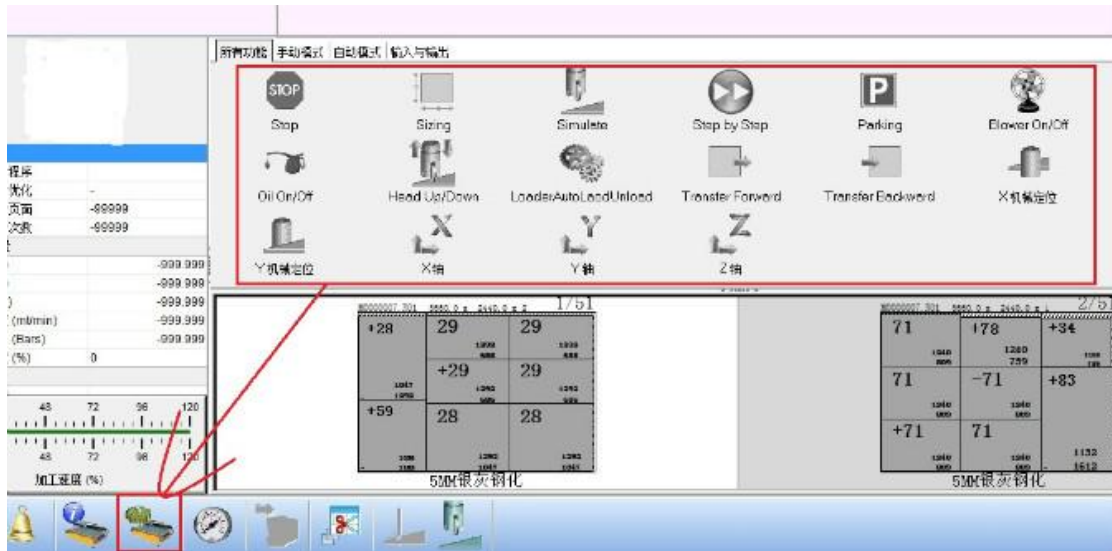 所有功能 手动模式 自动模式 输入与输出
Stop
Sizing
Simulate
Step by Step
Parking
Blower On/Off
Oil On/Off
Head Up/Down
LoaderAutoLoadUnload
Transfer Forward
Transfer Backward
X机械定位
Y机械定位
X轴
Y轴
Z轴
程序
优化 -
页面 -99999
次数 -99999
-999.999
-999.999
-999.999
(ml/min) -999.999
(Bars) -999.999
(%) 0
48 72 96 120
48 72 96 120
加工速度 (%)
1/51
+28 29 29
+29 29
+59 28 28
5MM银灰钢化
2/51
71 +78 +34
1280
759
71 -71 +83
+71 71
1132
1612
5MM银灰钢化